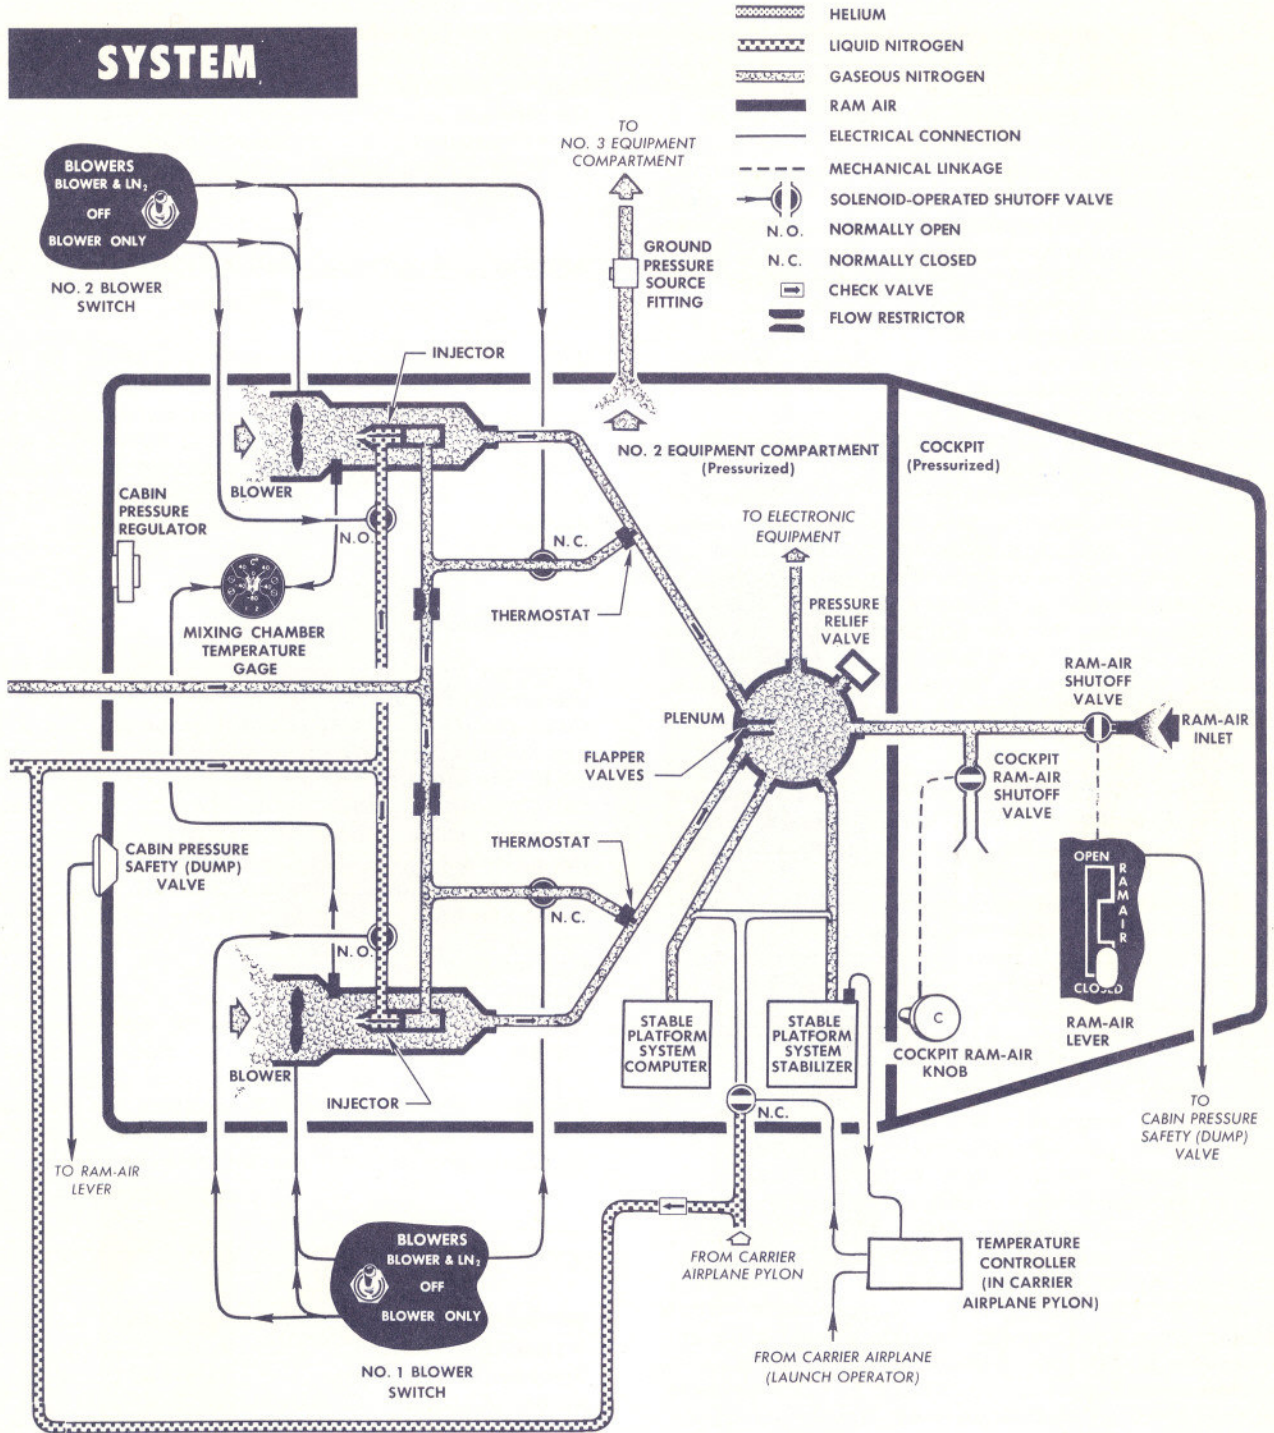 SYSTEM
HELIUM
LIQUID NITROGEN
GASEOUS NITROGEN
RAM AIR
ELECTRICAL CONNECTION
MECHANICAL LINKAGE
SOLENOID-OPERATED SHUTOFF VALVE
N.O. NORMALLY OPEN
N.C. NORMALLY CLOSED
CHECK VALVE
FLOW RESTRICTOR
TO
NO. 3 EQUIPMENT
COMPARTMENT
BLOWERS
BLOWER & LN₂
OFF
BLOWER ONLY
NO. 2 BLOWER
SWITCH
GROUND
PRESSURE
SOURCE
FITTING
INJECTOR
BLOWER
NO. 2 EQUIPMENT COMPARTMENT
(Pressurized)
COCKPIT
(Pressurized)
CABIN
PRESSURE
REGULATOR
N.O.
N.C.
TO ELECTRONIC
EQUIPMENT
THERMOSTAT
PRESSURE
RELIEF
VALVE
MIXING CHAMBER
TEMPERATURE
GAGE
RAM-AIR
SHUTOFF
VALVE
PLENUM
RAM-AIR
INLET
FLAPPER
VALVES
COCKPIT
RAM-AIR
SHUTOFF
VALVE
THERMOSTAT
CABIN PRESSURE
SAFETY (DUMP)
VALVE
OPEN
RAM AIR
CLOSED
N.C.
N.O.
STABLE
PLATFORM
SYSTEM
COMPUTER
STABLE
PLATFORM
SYSTEM
STABILIZER
C
COCKPIT RAM-AIR
KNOB
RAM-AIR
LEVER
BLOWER
INJECTOR
N.C.
TO
CABIN PRESSURE
SAFETY (DUMP)
VALVE
TO RAM-AIR
LEVER
BLOWERS
BLOWER & LN₂
OFF
BLOWER ONLY
NO. 1 BLOWER
SWITCH
FROM CARRIER
AIRPLANE PYLON
TEMPERATURE
CONTROLLER
(IN CARRIER
AIRPLANE PYLON)
FROM CARRIER AIRPLANE
(LAUNCH OPERATOR)